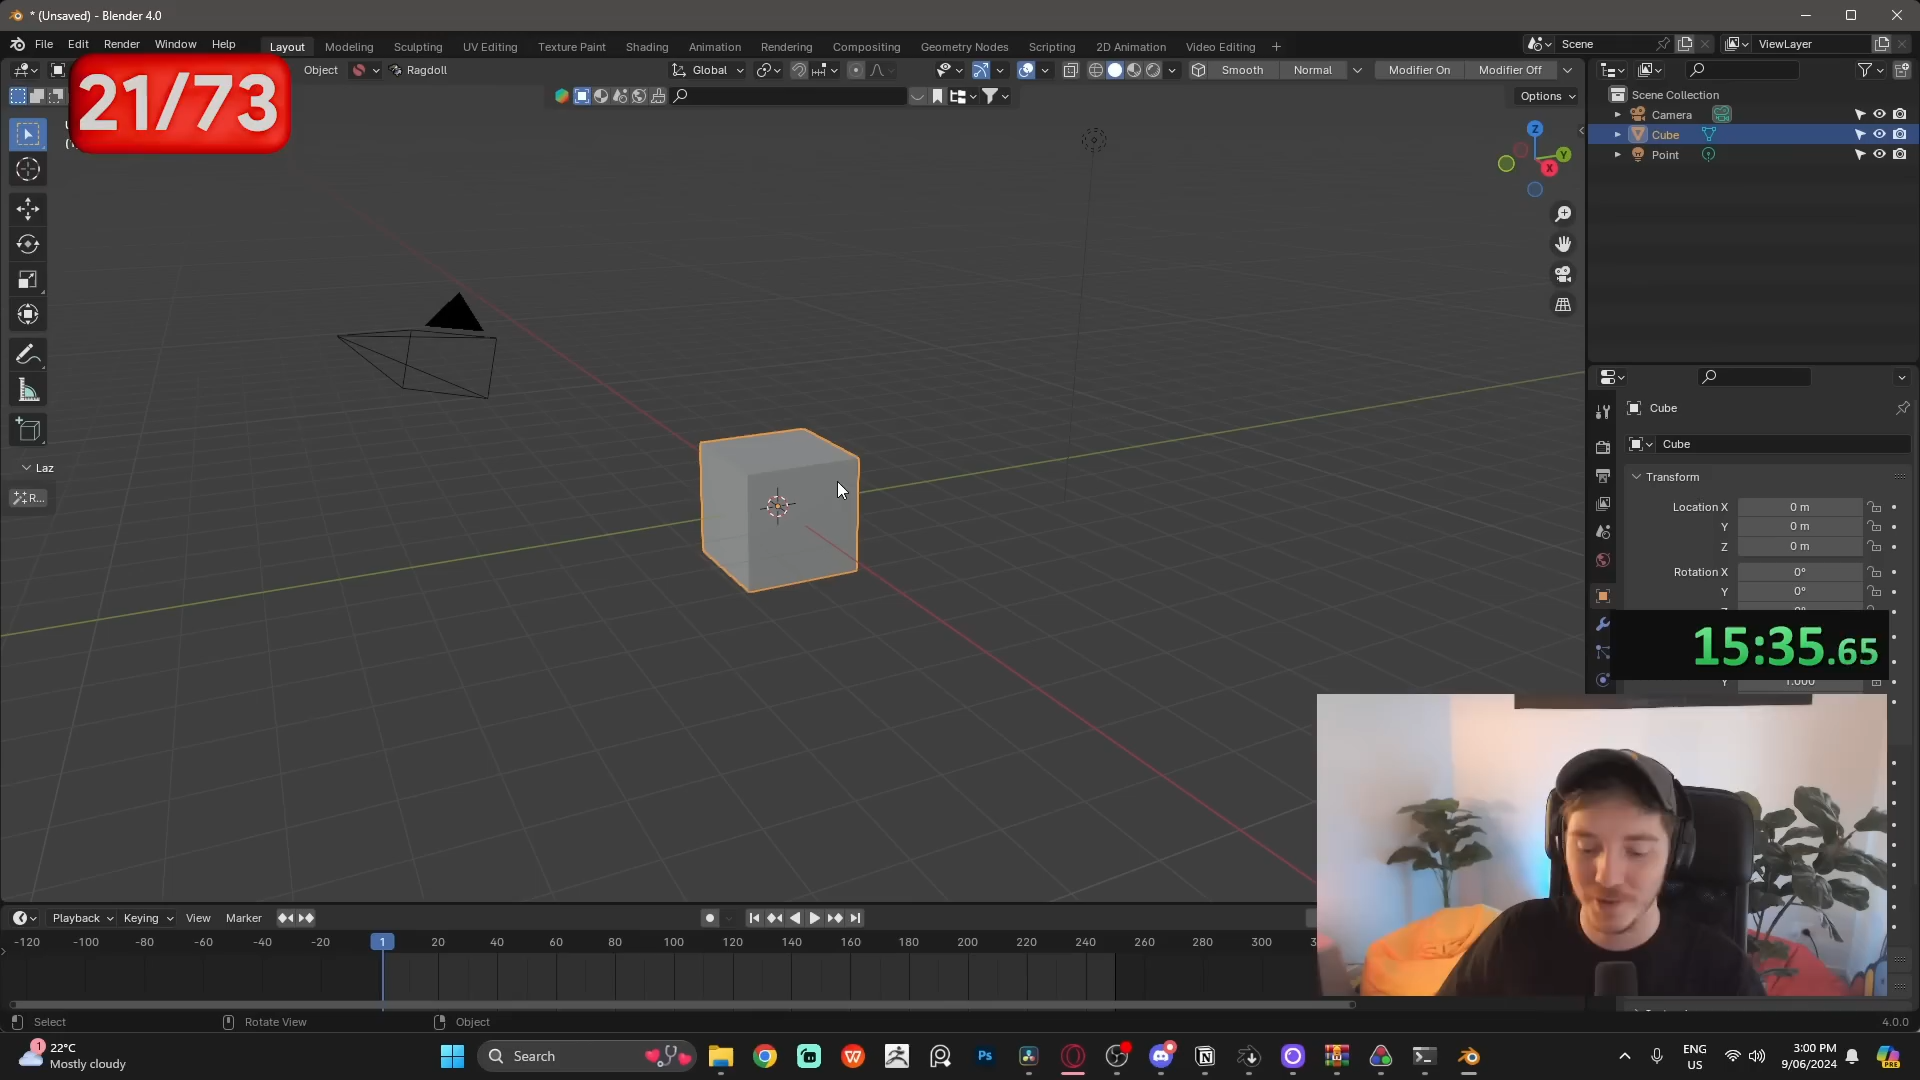 * (Unsaved) - Blender 4.0
File Edit Render Window Help Layout Modeling Sculpting UV Editing Texture Paint Shading Animation Rendering Compositing Geometry Nodes Scripting 2D Animation Video Editing + Scene ViewLayer
Object Ragdoll Global Smooth Normal Modifier On Modifier Off
21/73
Options
Scene Collection
Camera
Cube
Point
Z
Y
X
Laz
R...
Cube
Cube
Transform
Location X 0 m
Y 0 m
Z 0 m
Rotation X 0°
Y 0°
15:35.65
Y 1.000
Playback Keying View Marker
-120 -100 -80 -60 -40 -20 1 20 40 60 80 100 120 140 160 180 200 220 240 260 280 300
Select Rotate View Object 4.0.0
1
22°C
Mostly cloudy
Search
Ps
ENG
US
3:00 PM
9/06/2024
PRE